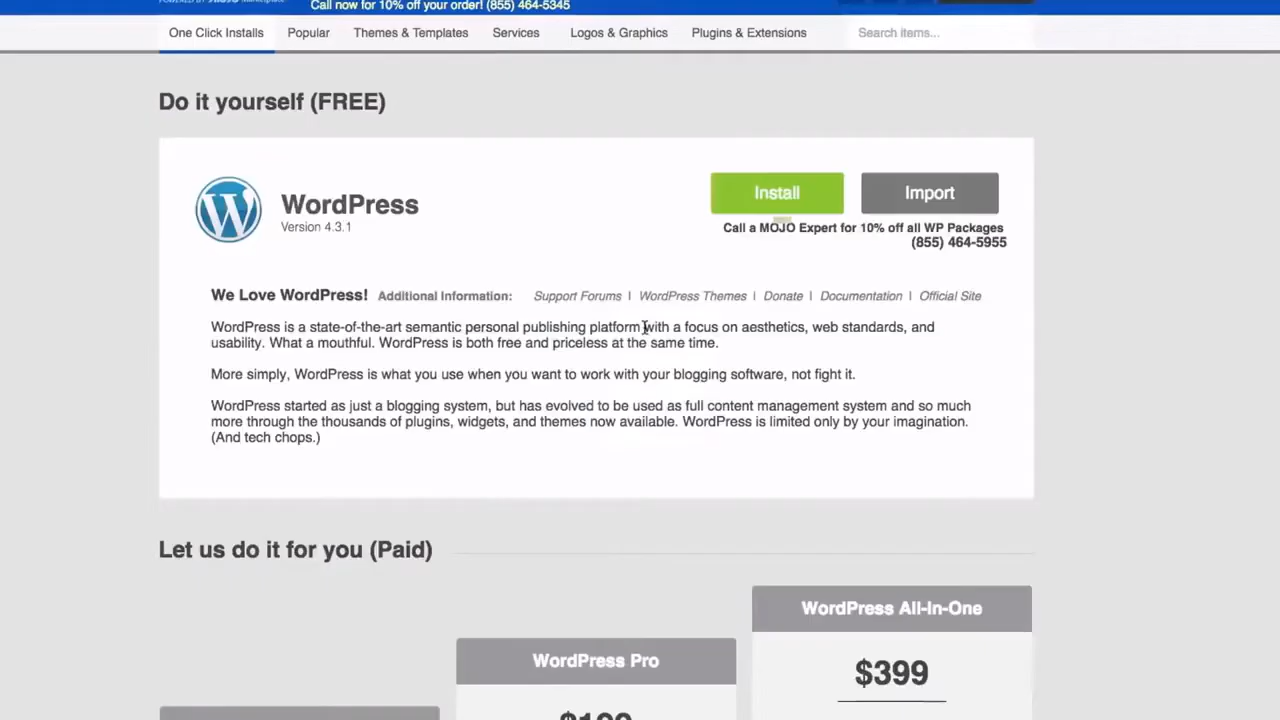 Call now for 10% off your order! (855) 464-5345
One Click Installs Popular Themes & Templates Services Logos & Graphics Plugins & Extensions Search items...
Do it yourself (FREE)
WordPress
Version 4.3.1
Install Import
Call a MOJO Expert for 10% off all WP Packages
(855) 464-5955
We Love WordPress! Additional Information: Support Forums | WordPress Themes | Donate | Documentation | Official Site
WordPress is a state-of-the-art semantic personal publishing platform with a focus on aesthetics, web standards, and
usability. What a mouthful. WordPress is both free and priceless at the same time.
More simply, WordPress is what you use when you want to work with your blogging software, not fight it.
WordPress started as just a blogging system, but has evolved to be used as full content management system and so much
more through the thousands of plugins, widgets, and themes now available. WordPress is limited only by your imagination.
(And tech chops.)
Let us do it for you (Paid)
WordPress All-In-One
WordPress Pro
$399